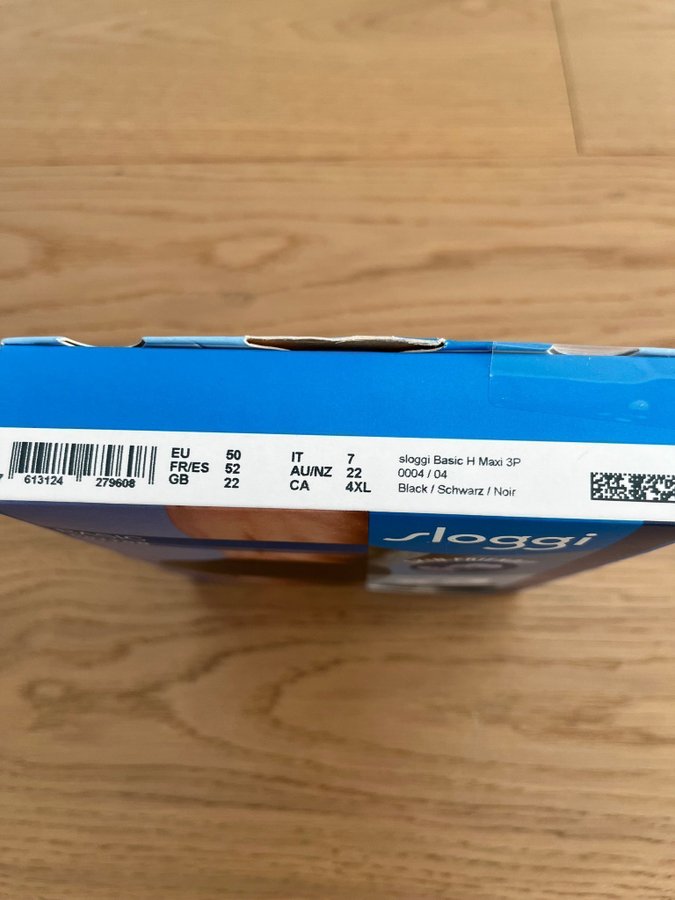 EU 50
FR/ES 52
GB 22
IT 7
AU/NZ 22
CA 4XL
sloggi Basic H Maxi 3P
0004 / 04
Black / Schwarz / Noir
7 613124 279608
sloggi